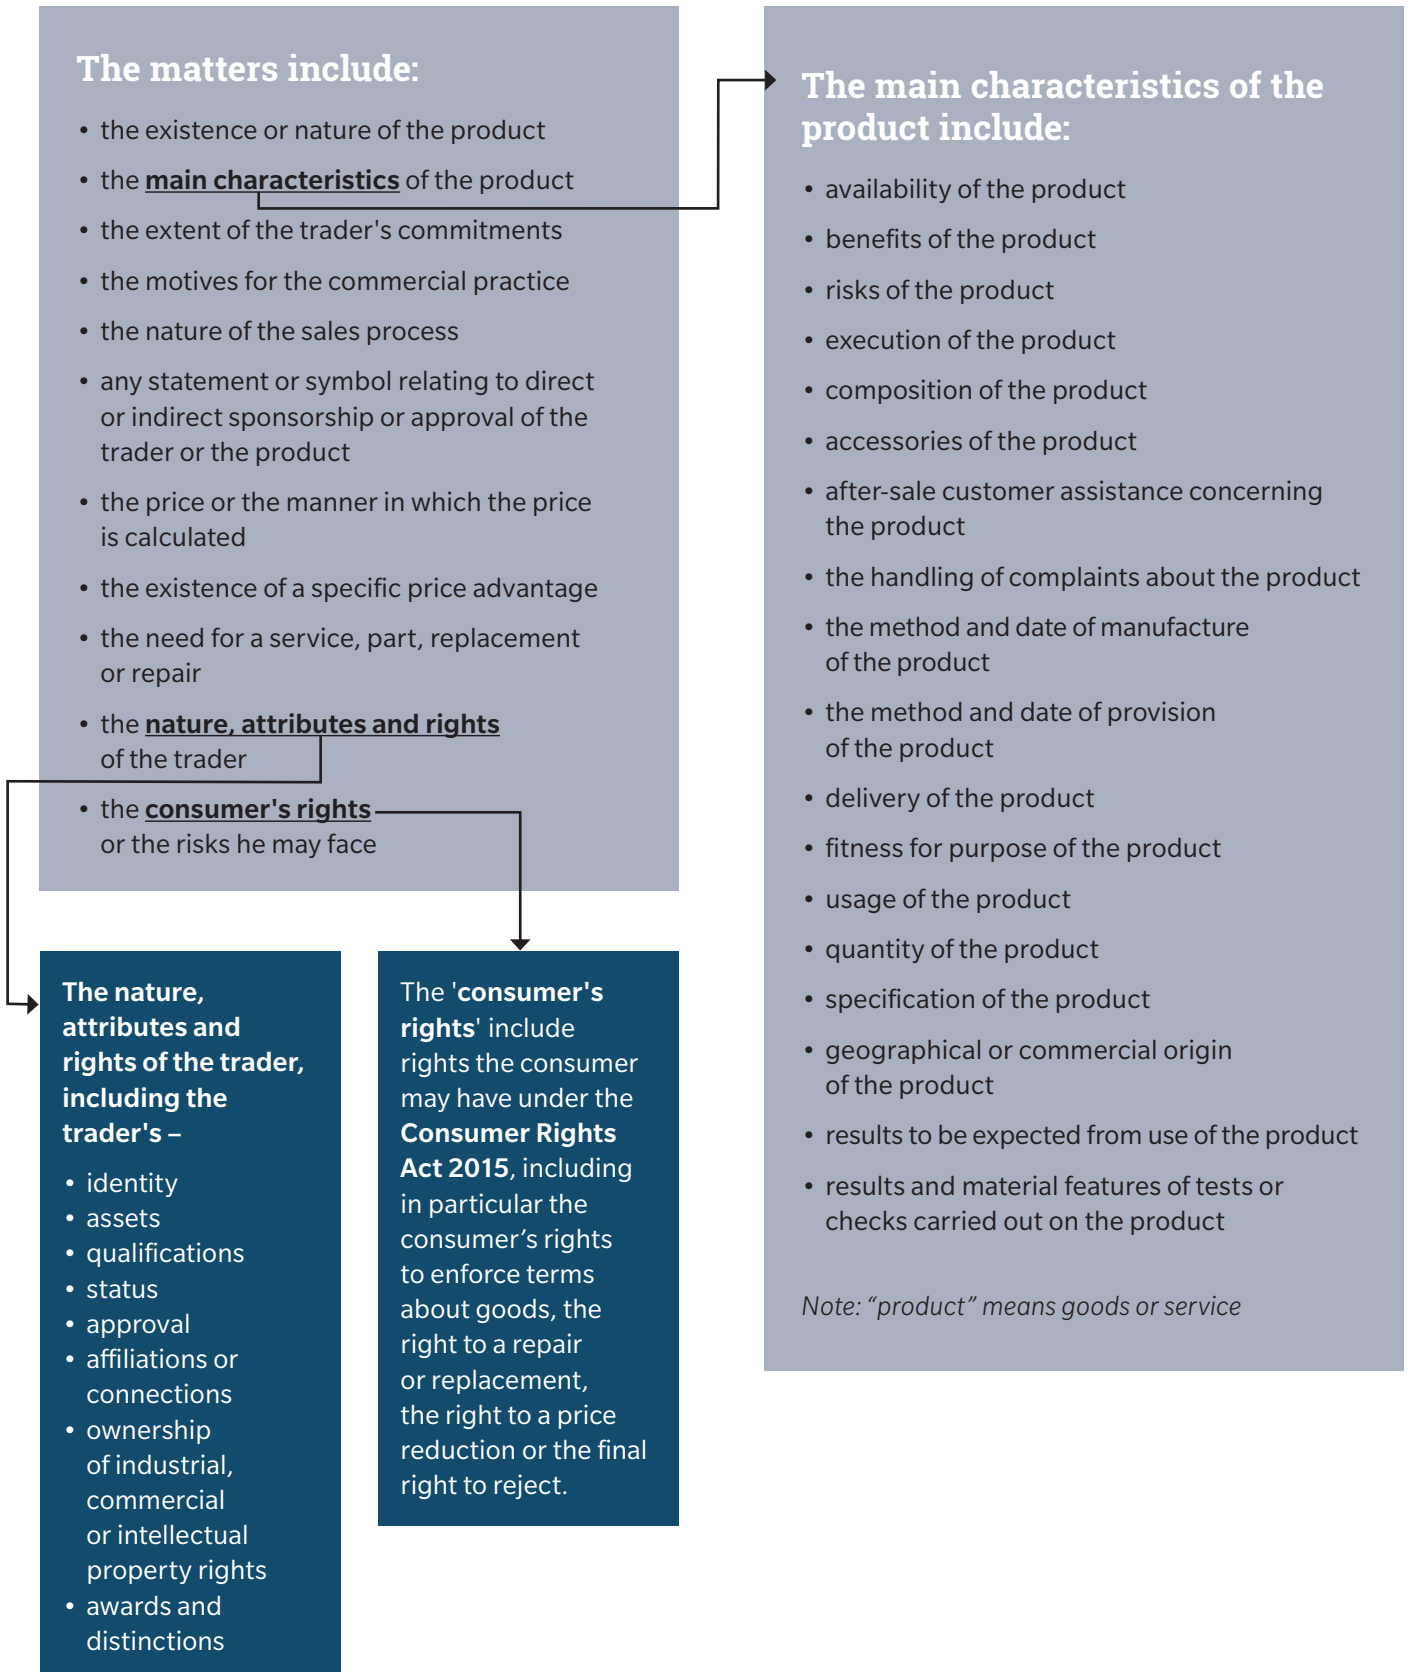 The matters include:
• the existence or nature of the product
• the main characteristics of the product
• the extent of the trader's commitments
• the motives for the commercial practice
• the nature of the sales process
• any statement or symbol relating to direct
or indirect sponsorship or approval of the
trader or the product
• the price or the manner in which the price
is calculated
• the existence of a specific price advantage
• the need for a service, part, replacement
or repair
• the nature, attributes and rights
of the trader
• the consumer's rights
or the risks he may face
The main characteristics of the
product include:
• availability of the product
• benefits of the product
• risks of the product
• execution of the product
• composition of the product
• accessories of the product
• after-sale customer assistance concerning
the product
• the handling of complaints about the product
• the method and date of manufacture
of the product
• the method and date of provision
of the product
• delivery of the product
• fitness for purpose of the product
• usage of the product
• quantity of the product
• specification of the product
• geographical or commercial origin
of the product
• results to be expected from use of the product
• results and material features of tests or
checks carried out on the product
Note: “product” means goods or service
The nature,
attributes and
rights of the trader,
including the
trader's –
• identity
• assets
• qualifications
• status
• approval
• affiliations or
connections
• ownership
of industrial,
commercial
or intellectual
property rights
• awards and
distinctions
The 'consumer's
rights' include
rights the consumer
may have under the
Consumer Rights
Act 2015, including
in particular the
consumer’s rights
to enforce terms
about goods, the
right to a repair
or replacement,
the right to a price
reduction or the final
right to reject.